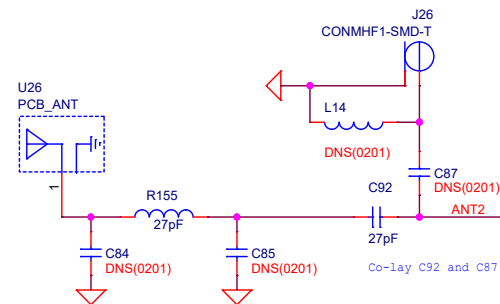 J26
CONMHF1-SMD-T
U26
PCB_ANT
L14
DNS(0201)
1
R155
27pF
C92
27pF
C87
DNS(0201)
ANT2
C84
DNS(0201)
C85
DNS(0201)
Co-lay C92 and C87